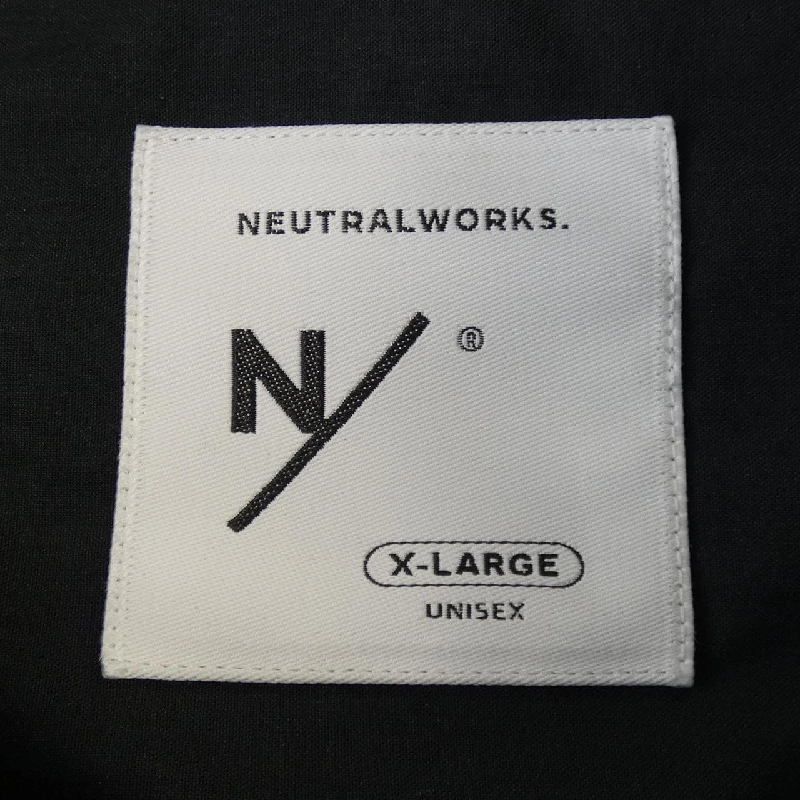 NEUTRALWORKS.
N/ ®
X-LARGE
UNISEX